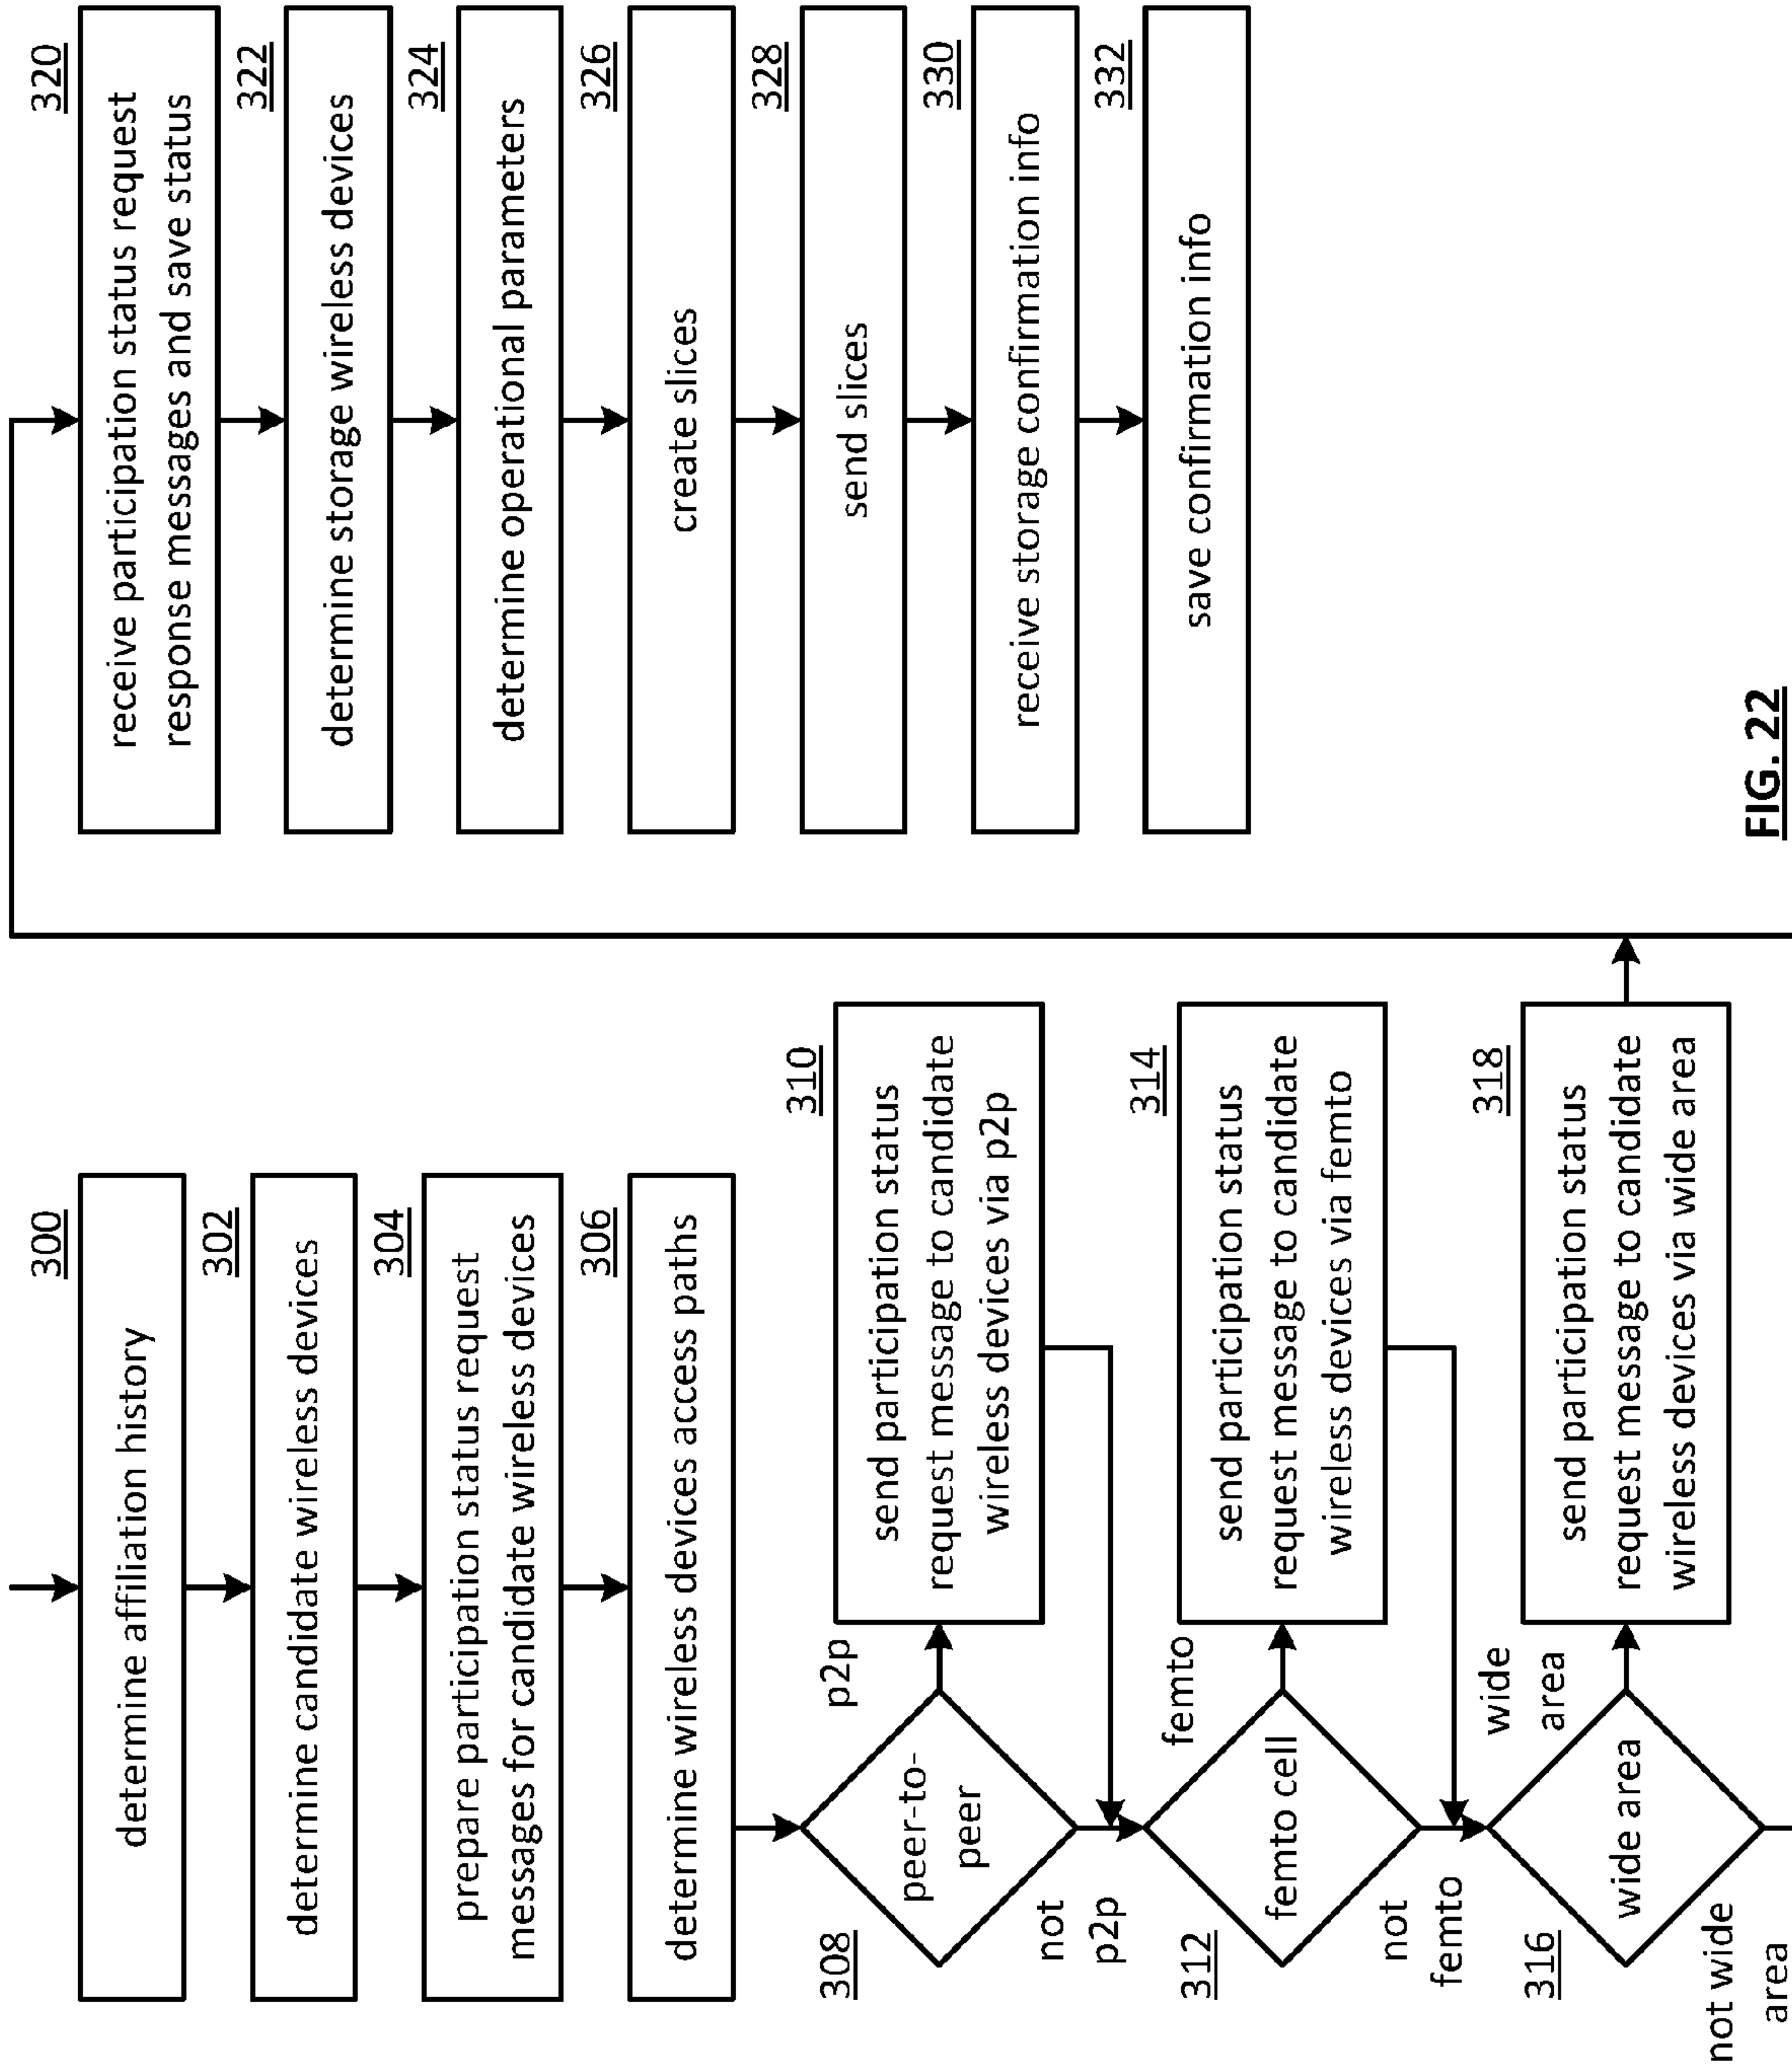 300
determine affiliation history
302
determine candidate wireless devices
304
prepare participation status request
messages for candidate wireless devices
306
determine wireless devices access paths
308
peer-to-
peer
p2p
not
p2p
310
send participation status
request message to candidate
wireless devices via p2p
312
femto cell
femto
not
femto
314
send participation status
request message to candidate
wireless devices via femto
316
wide area
wide
area
not wide
area
318
send participation status
request message to candidate
wireless devices via wide area
320
receive participation status request
response messages and save status
322
determine storage wireless devices
324
determine operational parameters
326
create slices
328
send slices
330
receive storage confirmation info
332
save confirmation info
FIG. 22